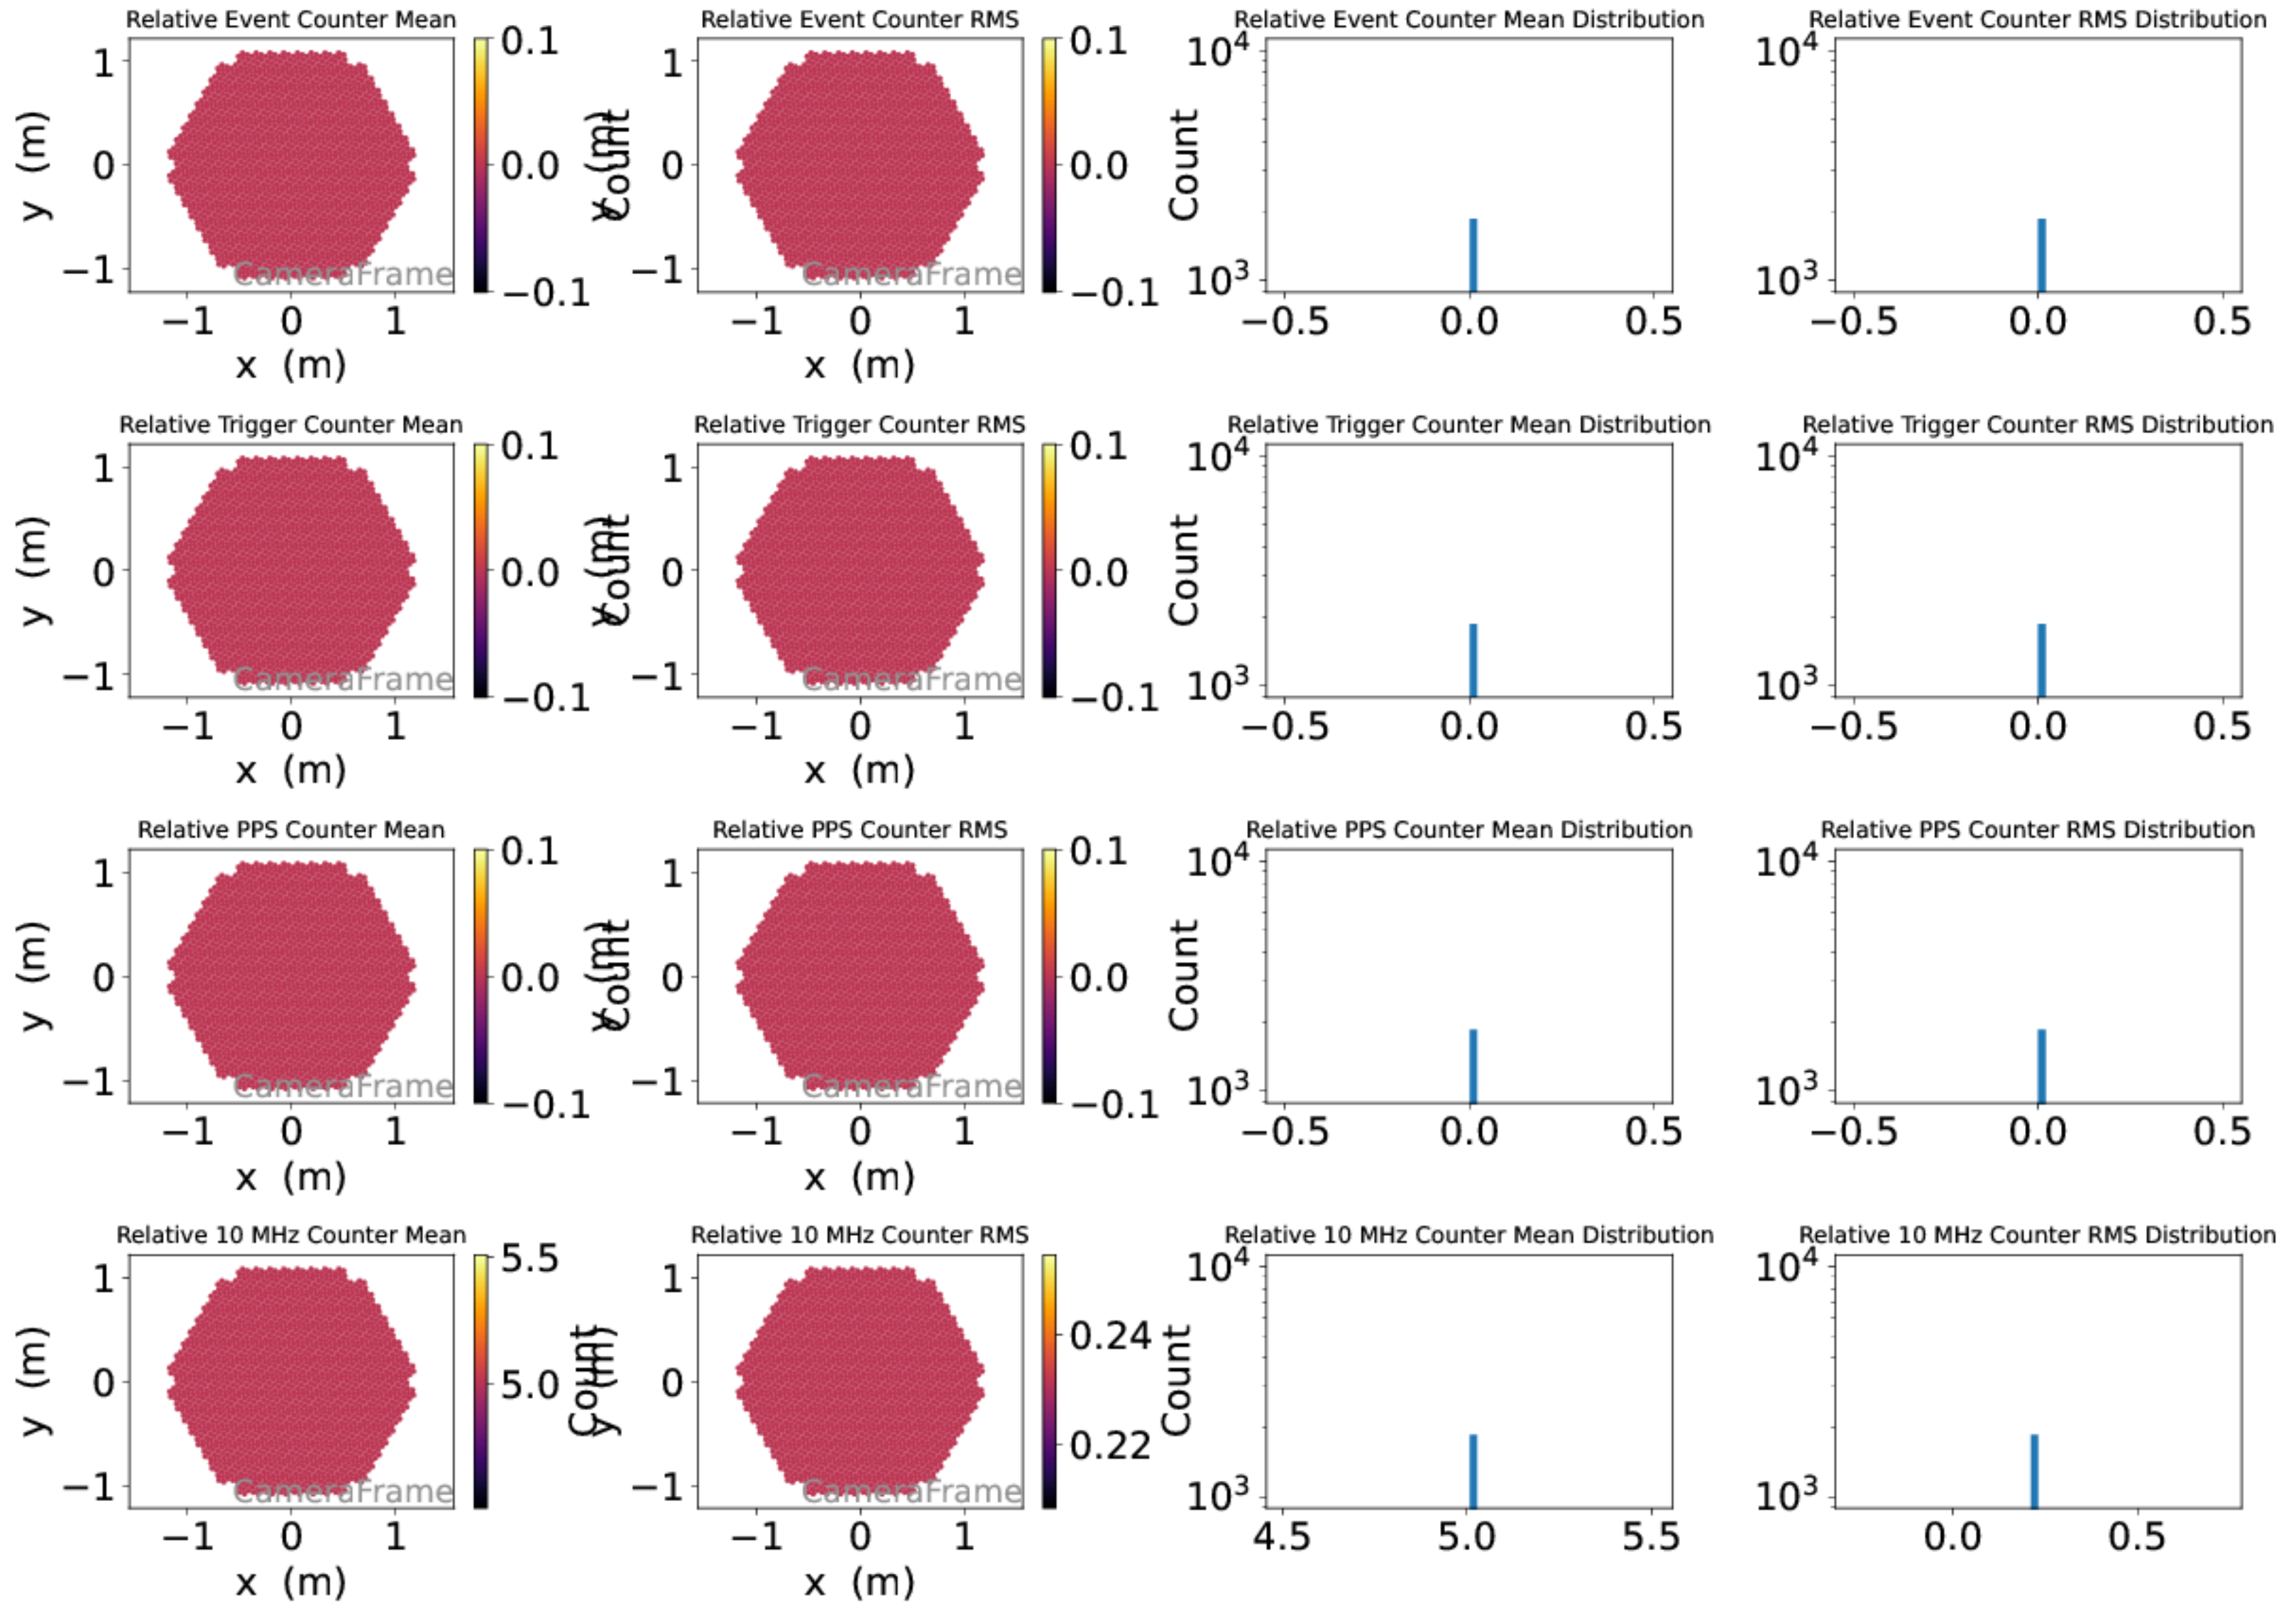 Relative Event Counter Mean
Relative Event Counter RMS
Relative Event Counter Mean Distribution
Relative Event Counter RMS Distribution
y (m)
1
0
−1
CameraFrame
−1 0 1
x (m)
0.1
0.0
−0.1
Count
y (m)
1
0
−1
CameraFrame
−1 0 1
x (m)
0.1
0.0
−0.1
Count
10⁴
10³
−0.5 0.0 0.5
10⁴
10³
−0.5 0.0 0.5
Relative Trigger Counter Mean
Relative Trigger Counter RMS
Relative Trigger Counter Mean Distribution
Relative Trigger Counter RMS Distribution
y (m)
1
0
−1
CameraFrame
−1 0 1
x (m)
0.1
0.0
−0.1
Count
y (m)
1
0
−1
CameraFrame
−1 0 1
x (m)
0.1
0.0
−0.1
Count
10⁴
10³
−0.5 0.0 0.5
10⁴
10³
−0.5 0.0 0.5
Relative PPS Counter Mean
Relative PPS Counter RMS
Relative PPS Counter Mean Distribution
Relative PPS Counter RMS Distribution
y (m)
1
0
−1
CameraFrame
−1 0 1
x (m)
0.1
0.0
−0.1
Count
y (m)
1
0
−1
CameraFrame
−1 0 1
x (m)
0.1
0.0
−0.1
Count
10⁴
10³
−0.5 0.0 0.5
10⁴
10³
−0.5 0.0 0.5
Relative 10 MHz Counter Mean
Relative 10 MHz Counter RMS
Relative 10 MHz Counter Mean Distribution
Relative 10 MHz Counter RMS Distribution
y (m)
1
0
−1
CameraFrame
−1 0 1
x (m)
5.5
5.0
Count
y (m)
1
0
−1
CameraFrame
−1 0 1
x (m)
0.24
0.22
Count
10⁴
10³
4.5 5.0 5.5
10⁴
10³
0.0 0.5